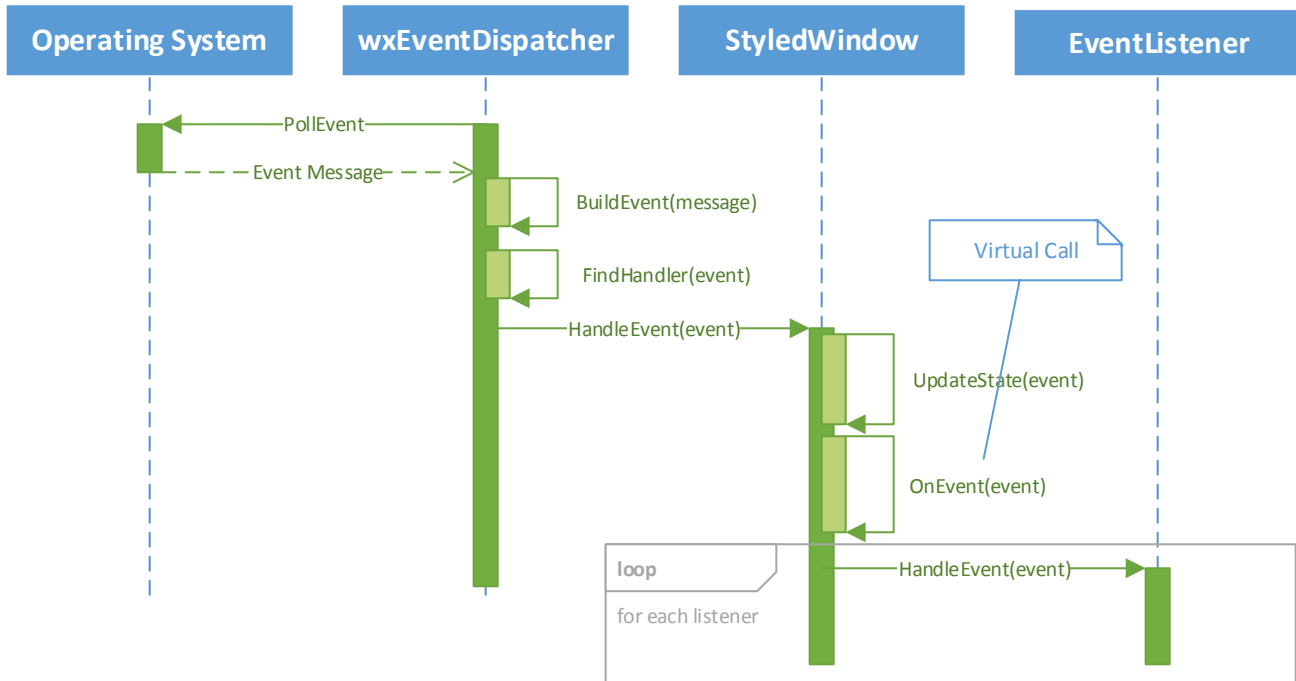 Operating System
wxEventDispatcher
StyledWindow
EventListener
PollEvent
Event Message
BuildEvent(message)
Virtual Call
FindHandler(event)
HandleEvent(event)
UpdateState(event)
OnEvent(event)
loop
HandleEvent(event)
for each listener